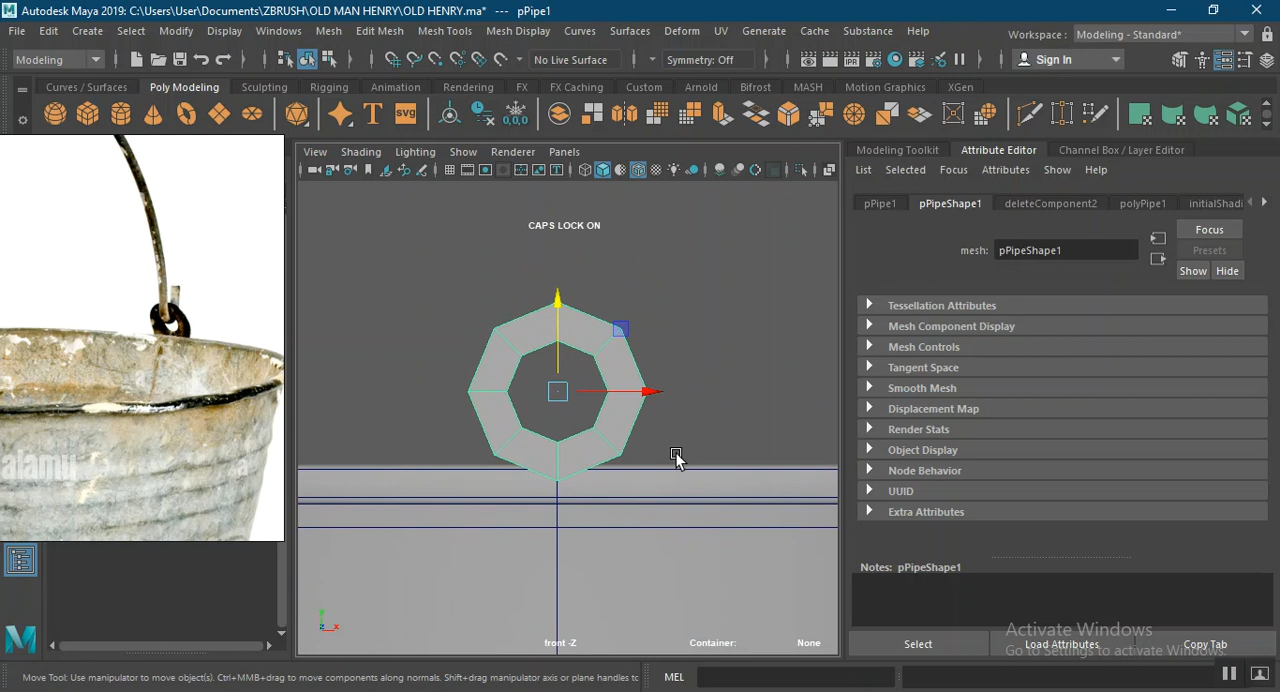 Autodesk Maya 2019: C:\Users\User\Documents\ZBRUSH\OLD MAN HENRY\OLD HENRY.ma* --- pPipe1
File Edit Create Select Modify Display Windows Mesh Edit Mesh Mesh Tools Mesh Display Curves Surfaces Deform UV Generate Cache Substance Help Workspace : Modeling - Standard*
Modeling No Live Surface Symmetry: Off Sign In
Curves / Surfaces Poly Modeling Sculpting Rigging Animation Rendering FX FX Caching Custom Arnold Bifrost MASH Motion Graphics XGen
T SVG 0,0,0
View Shading Lighting Show Renderer Panels
Modeling Toolkit Attribute Editor Channel Box / Layer Editor
List Selected Focus Attributes Show Help
pPipe1 pPipeShape1 deleteComponent2 polyPipe1 initialShadi
CAPS LOCK ON
Focus
mesh: pPipeShape1
Presets
Show Hide
Tessellation Attributes
Mesh Component Display
Mesh Controls
Tangent Space
Smooth Mesh
Displacement Map
Render Stats
Object Display
Node Behavior
UUID
Extra Attributes
alamy
Notes: pPipeShape1
front -Z Container: None
Activate Windows
Go to Settings to activate Windows.
Select Load Attributes Copy Tab
Move Tool: Use manipulator to move object(s). Ctrl+MMB+drag to move components along normals. Shift+drag manipulator axis or plane handles to MEL